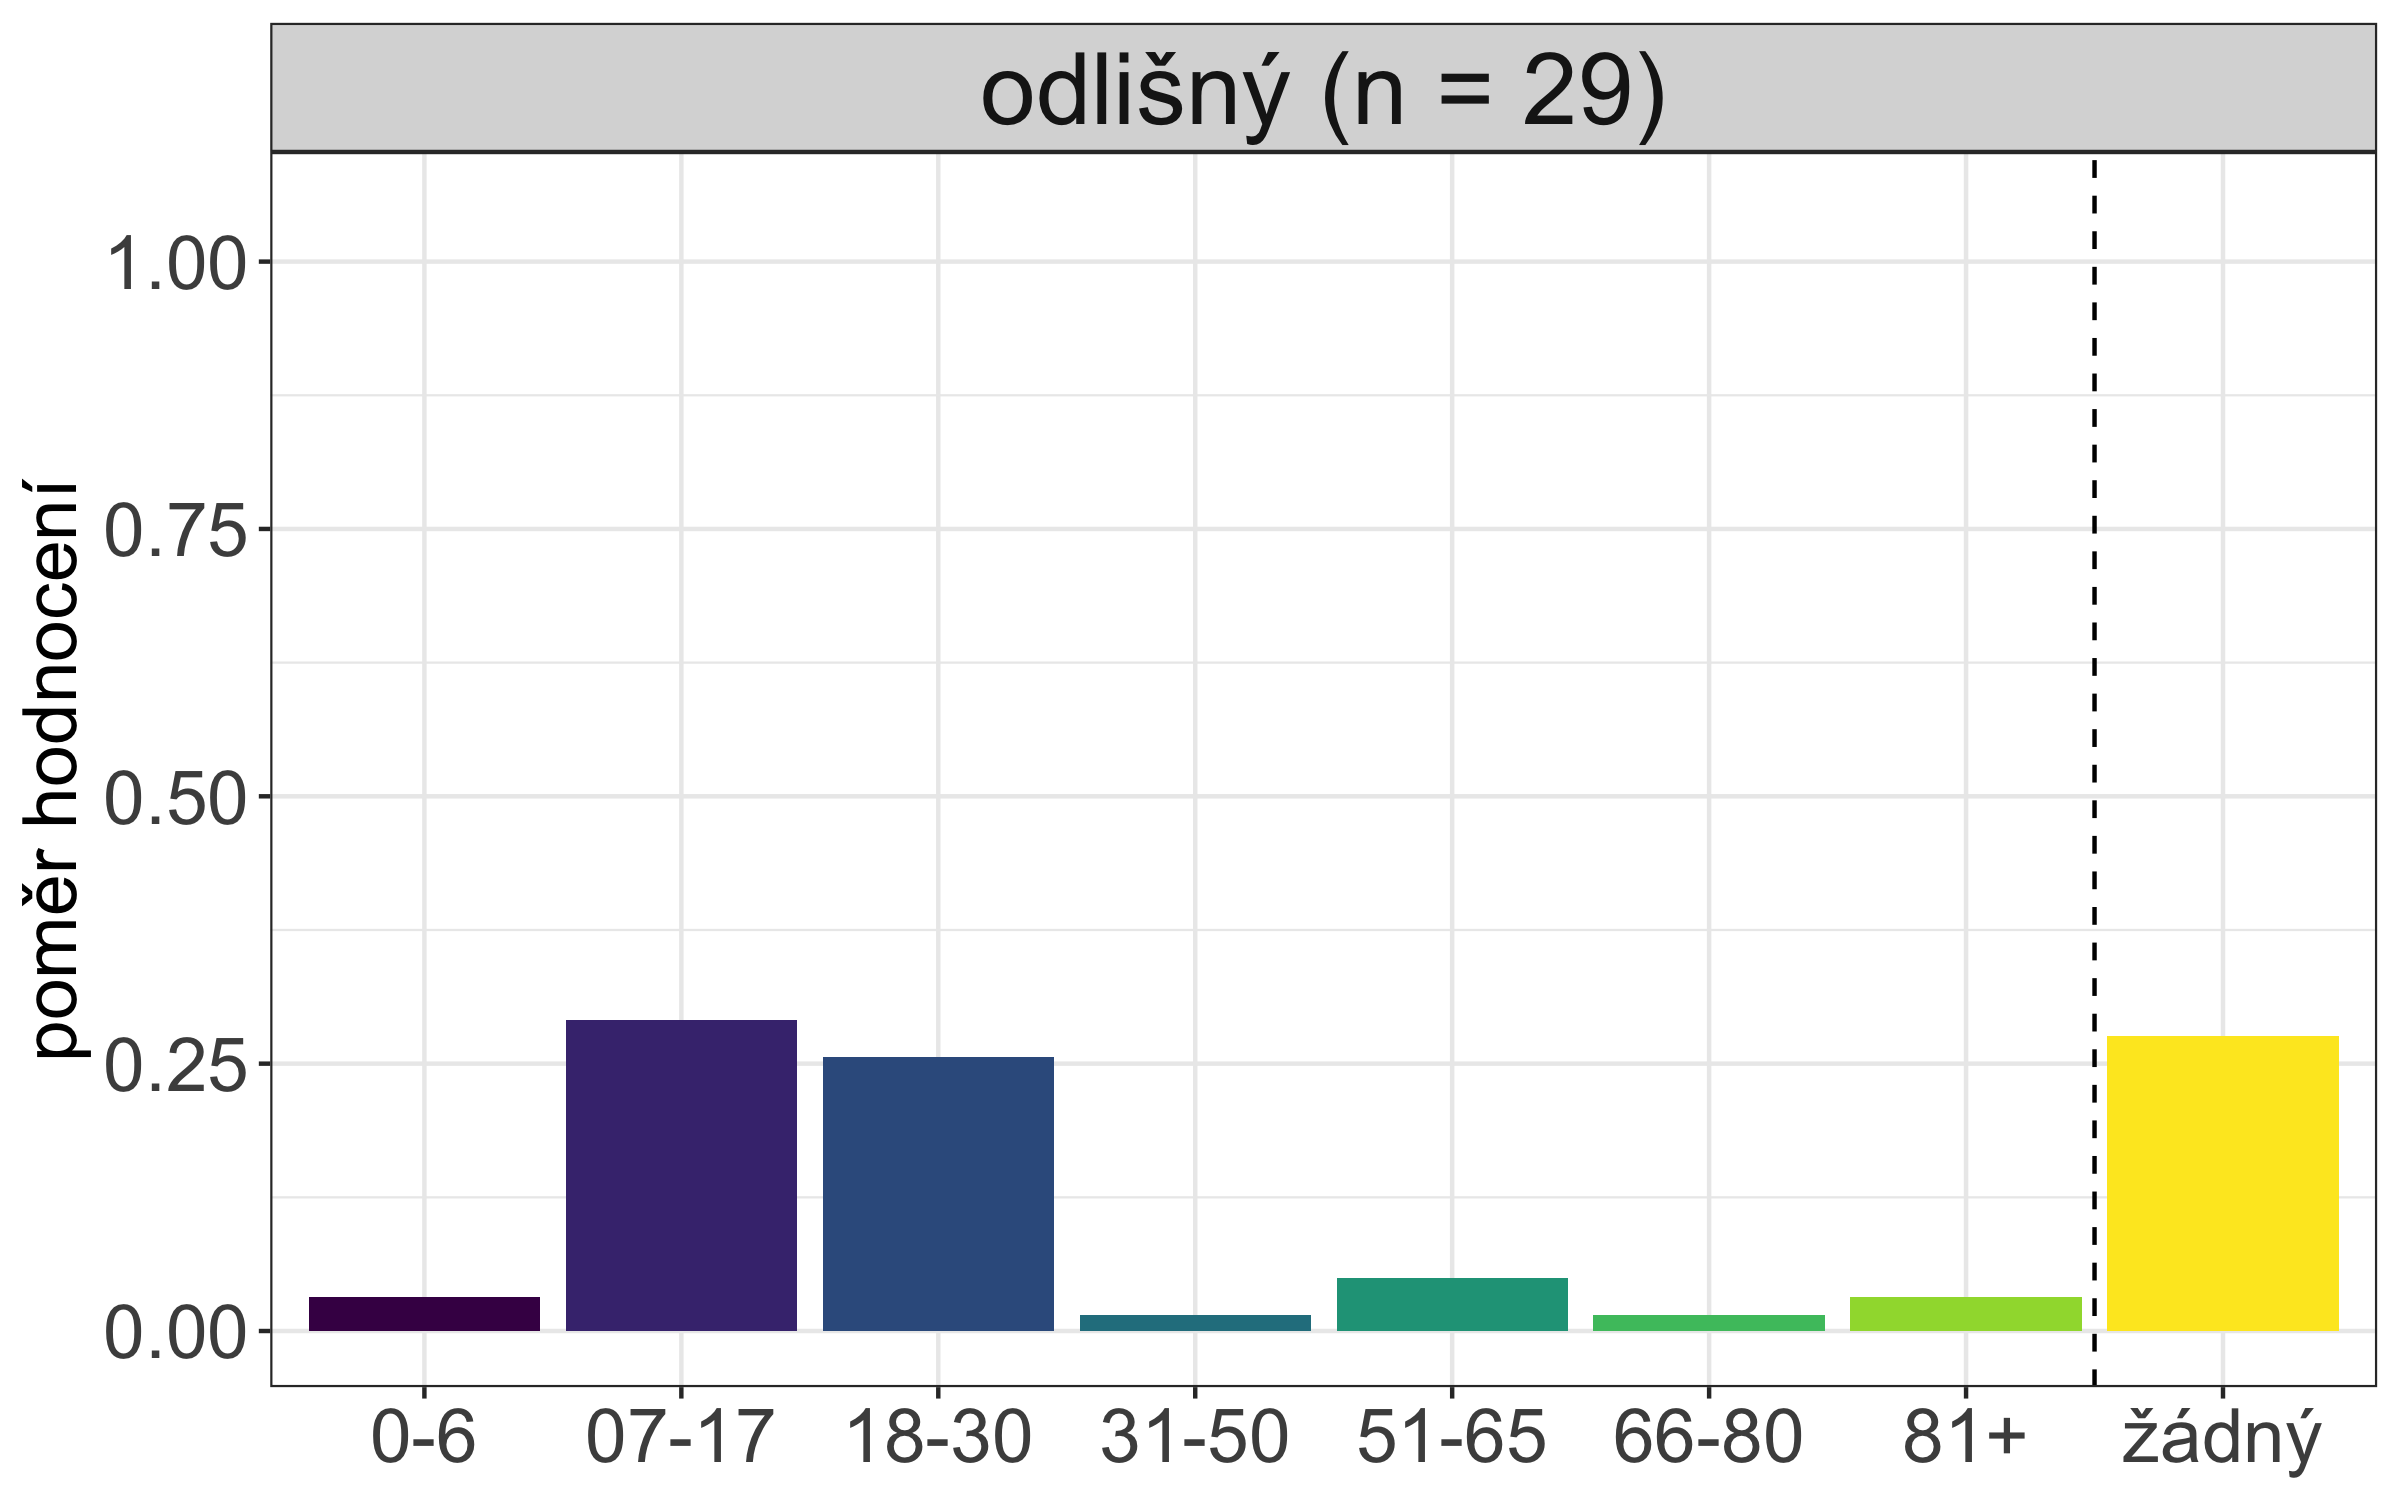 odlišný (n = 29)
poměr hodnocení
1.00
0.75
0.50
0.25
0.00
0-6 07-17 18-30 31-50 51-65 66-80 81+ žádný